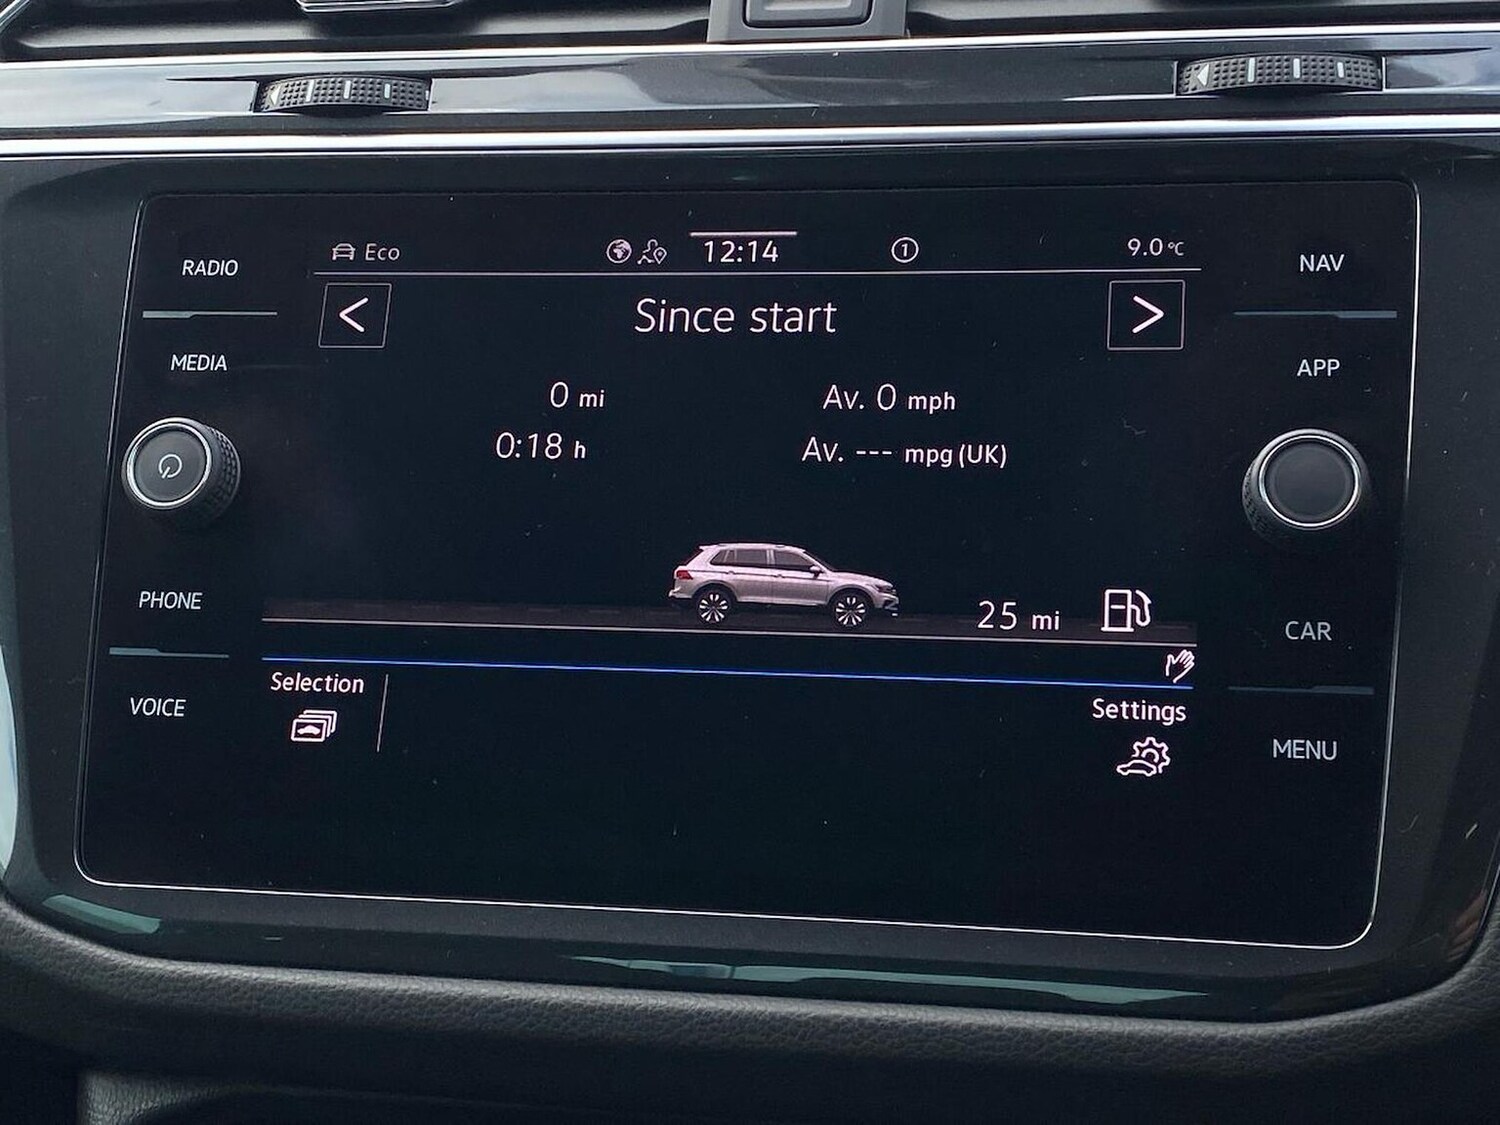 RADIO
MEDIA
PHONE
VOICE
Eco
12:14
1
9.0°C
<
Since start
>
0 mi
Av. 0 mph
0:18 h
Av. --- mpg (UK)
25 mi
Selection
Settings
NAV
APP
CAR
MENU